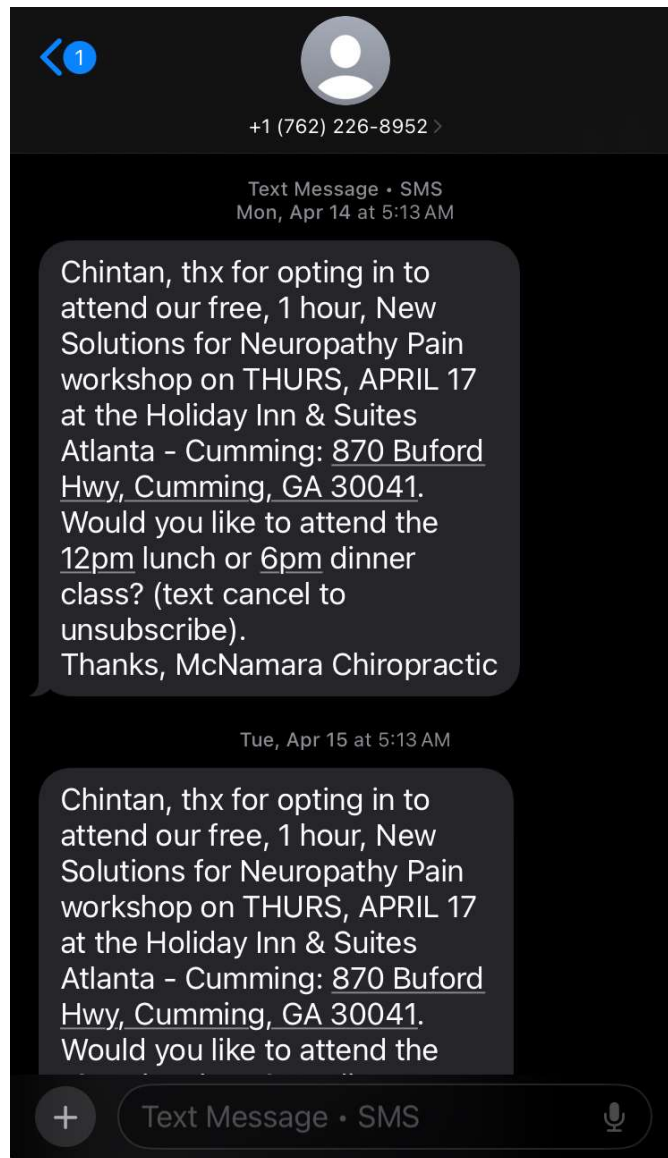 1
+1 (762) 226-8952 >
Text Message • SMS
Mon, Apr 14 at 5:13 AM
Chintan, thx for opting in to
attend our free, 1 hour, New
Solutions for Neuropathy Pain
workshop on THURS, APRIL 17
at the Holiday Inn & Suites
Atlanta - Cumming: 870 Buford
Hwy, Cumming, GA 30041.
Would you like to attend the
12pm lunch or 6pm dinner
class? (text cancel to
unsubscribe).
Thanks, McNamara Chiropractic
Tue, Apr 15 at 5:13 AM
Chintan, thx for opting in to
attend our free, 1 hour, New
Solutions for Neuropathy Pain
workshop on THURS, APRIL 17
at the Holiday Inn & Suites
Atlanta - Cumming: 870 Buford
Hwy, Cumming, GA 30041.
Would you like to attend the
Text Message • SMS